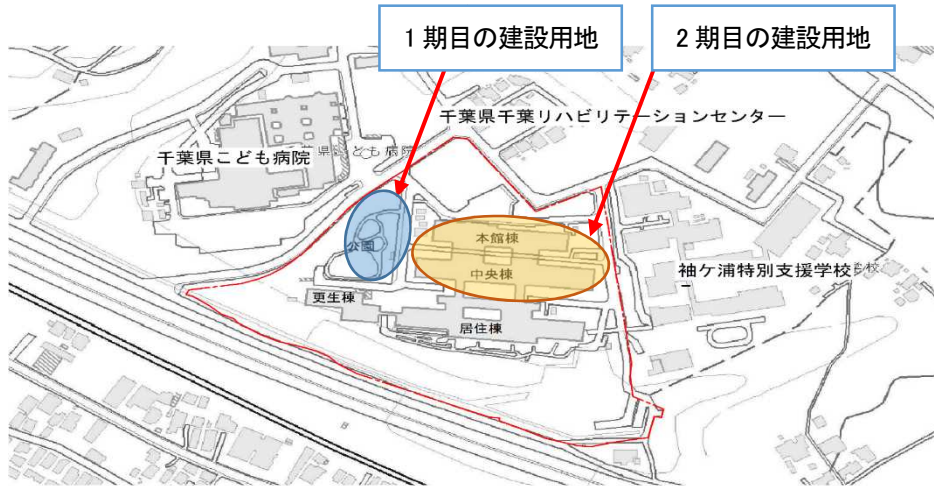 1期目の建設用地
2期目の建設用地
千葉県千葉リハビリテーションセンター
千葉県こども病院
本館棟
公園
中央棟
袖ケ浦特別支援学校
更生棟
居住棟